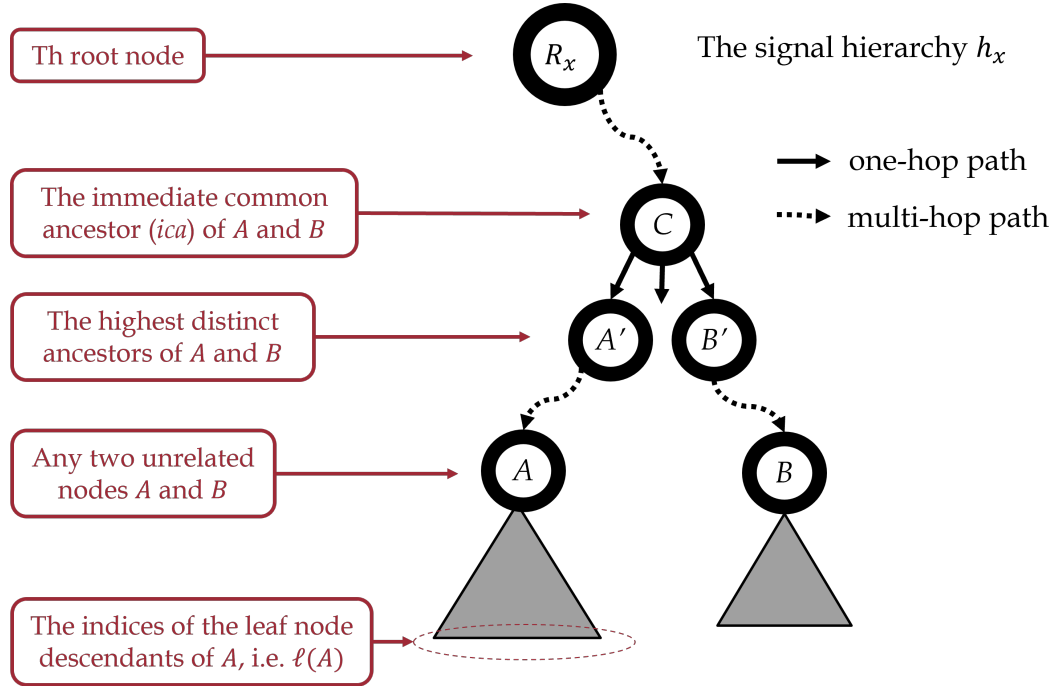 Th root node
R_x
The signal hierarchy h_x
one-hop path
multi-hop path
The immediate common
ancestor (ica) of A and B
C
The highest distinct
ancestors of A and B
A′
B′
Any two unrelated
nodes A and B
A
B
The indices of the leaf node
descendants of A, i.e. ℓ(A)